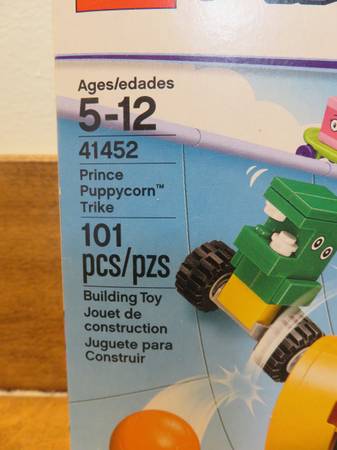 Ages/edades
5-12
41452
Prince
Puppycorn™
Trike
101
pcs/pzs
Building Toy
Jouet de
construction
Juguete para
Construir